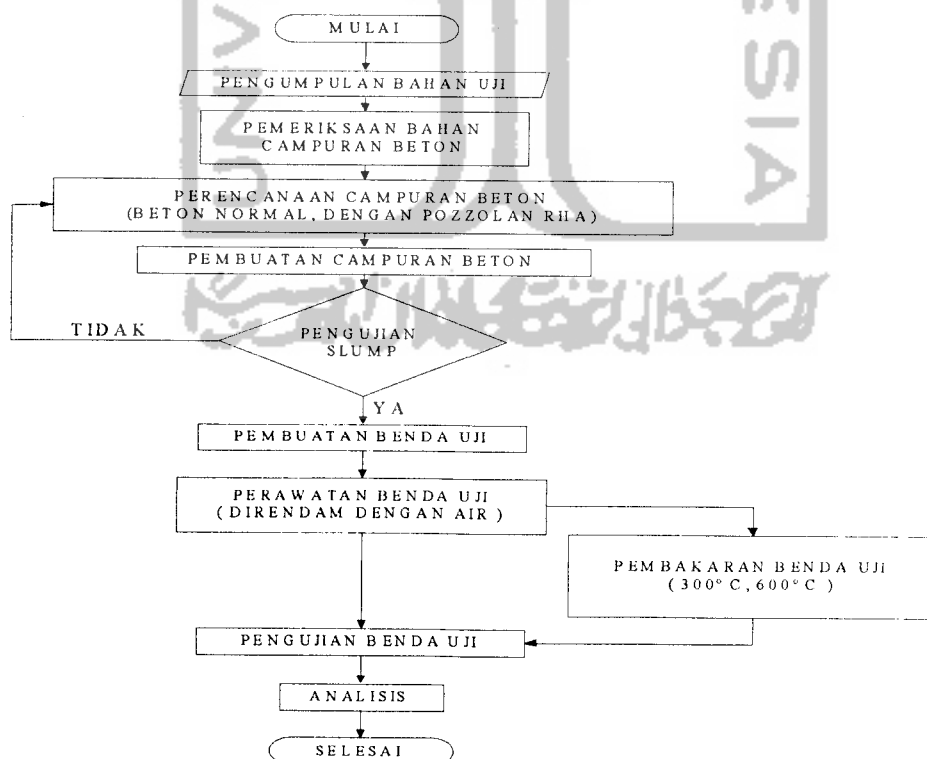 MULAI
PENGUMPULAN BAHAN UJI
PEMERIKSAAN BAHAN
CAMPURAN BETON
PERENCANAAN CAMPURAN BETON
(BETON NORMAL, DENGAN POZZOLAN RHA)
PEMBUATAN CAMPURAN BETON
TIDAK
PENGUJIAN
SLUMP
YA
PEMBUATAN BENDA UJI
PERAWATAN BENDA UJI
(DIRENDAM DENGAN AIR)
PEMBAKARAN BENDA UJI
(300°C, 600°C)
PENGUJIAN BENDA UJI
ANALISIS
SELESAI